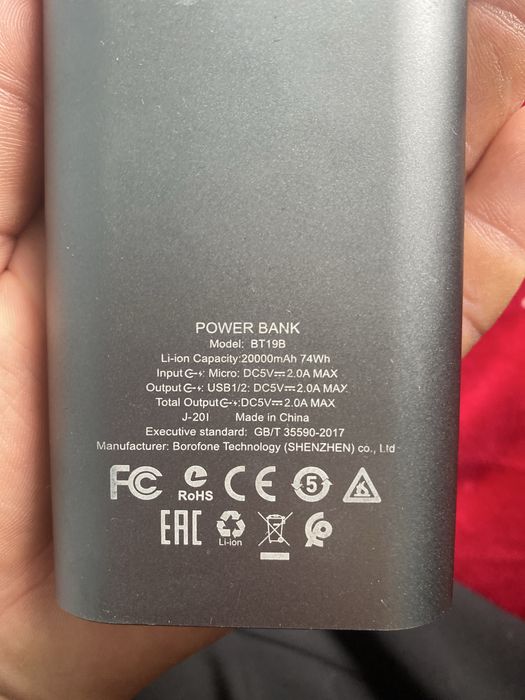 POWER BANK
Model: BT19B
Li-ion Capacity:20000mAh 74Wh
Input : Micro: DC5V⎓2.0A MAX
Output : USB1/2: DC5V⎓2.0A MAX
Total Output :DC5V⎓2.0A MAX
J-201 Made in China
Executive standard: GB/T 35590-2017
Manufacturer: Borofone Technology (SHENZHEN) co., Ltd
FC RoHS CE 5
EAC Li-ion